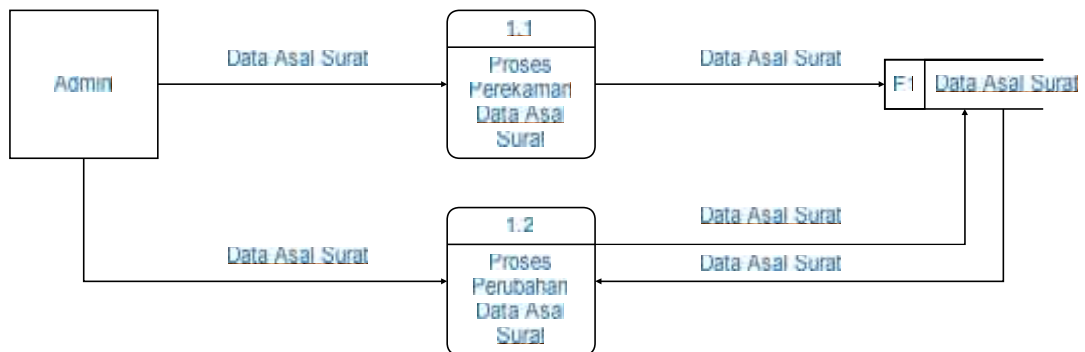 1.1
Data Asal Surat
Data Asal Surat
Admin
Proses
Perekaman
Data Asal
Surat
F1
Data Asal Surat
1.2
Data Asal Surat
Data Asal Surat
Data Asal Surat
Proses
Perubahan
Data Asal
Surat